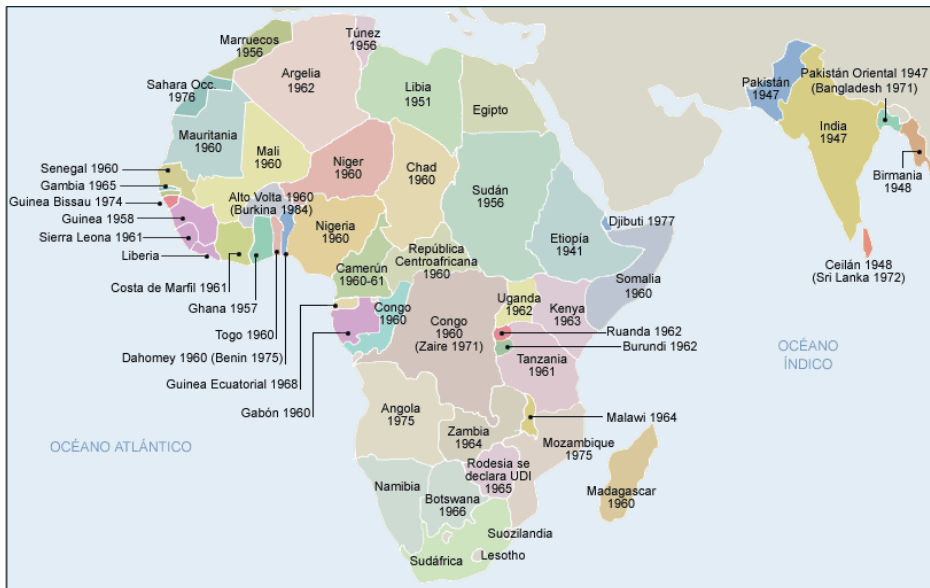 Marruecos
1956
Túnez
1956
Argelia
1962
Libia
1951
Egipto
Sahara Occ.
1976
Mauritania
1960
Mali
1960
Niger
1960
Chad
1960
Sudán
1956
Senegal 1960
Gambia 1965
Guinea Bissau 1974
Guinea 1958
Sierra Leona 1961
Liberia
Costa de Marfil 1961
Ghana 1957
Togo 1960
Dahomey 1960 (Benin 1975)
Guinea Ecuatorial 1968
Gabón 1960
Alto Volta 1960
(Burkina 1984)
Nigeria
1960
Camerún
1960-61
República
Centroafricana
1960
Etiopía
1941
Djibuti 1977
Somalia
1960
Uganda
1962
Kenya
1963
Congo
1960
Congo
1960
(Zaire 1971)
Ruanda 1962
Burundi 1962
Tanzania
1961
Angola
1975
Zambia
1964
Malawi 1964
Mozambique
1975
Rodesia se
declara UDI
1965
Namibia
Botswana
1966
Madagascar
1960
Suozilandia
Lesotho
Sudáfrica
Pakistán
1947
Pakistán Oriental 1947
(Bangladesh 1971)
India
1947
Birmania
1948
Ceilán 1948
(Sri Lanka 1972)
OCÉANO
ÍNDICO
OCÉANO ATLÁNTICO